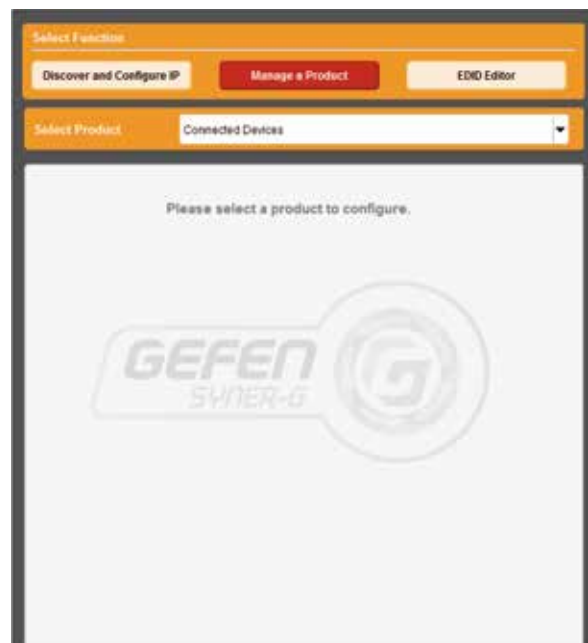 Select Function
Discover and Configure IP
Manage a Product
EDID Editor
Select Product
Connected Devices
Please select a product to configure.
GEFEN
SYNER-G
G